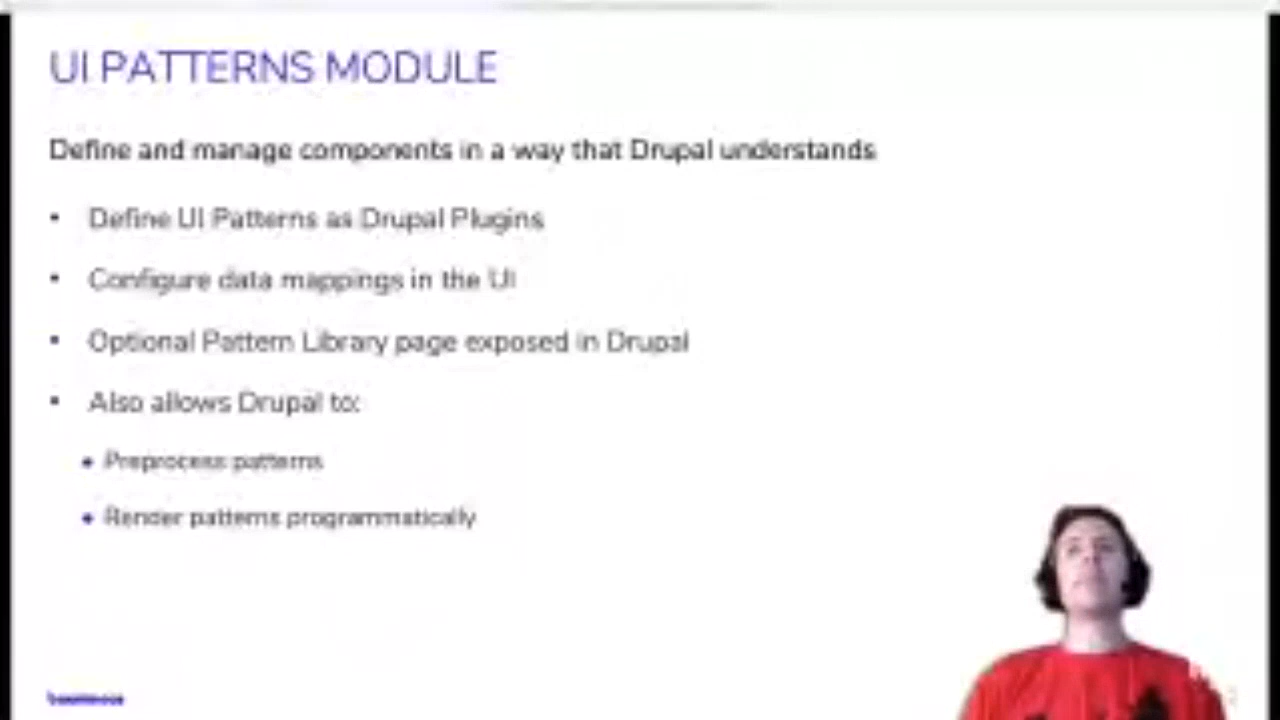 UI PATTERNS MODULE
Define and manage components in a way that Drupal understands
• Define UI Patterns as Drupal Plugins
• Configure data mappings in the UI
• Optional Pattern Library page exposed in Drupal
• Also allows Drupal to:
• Preprocess patterns
• Render patterns programmatically